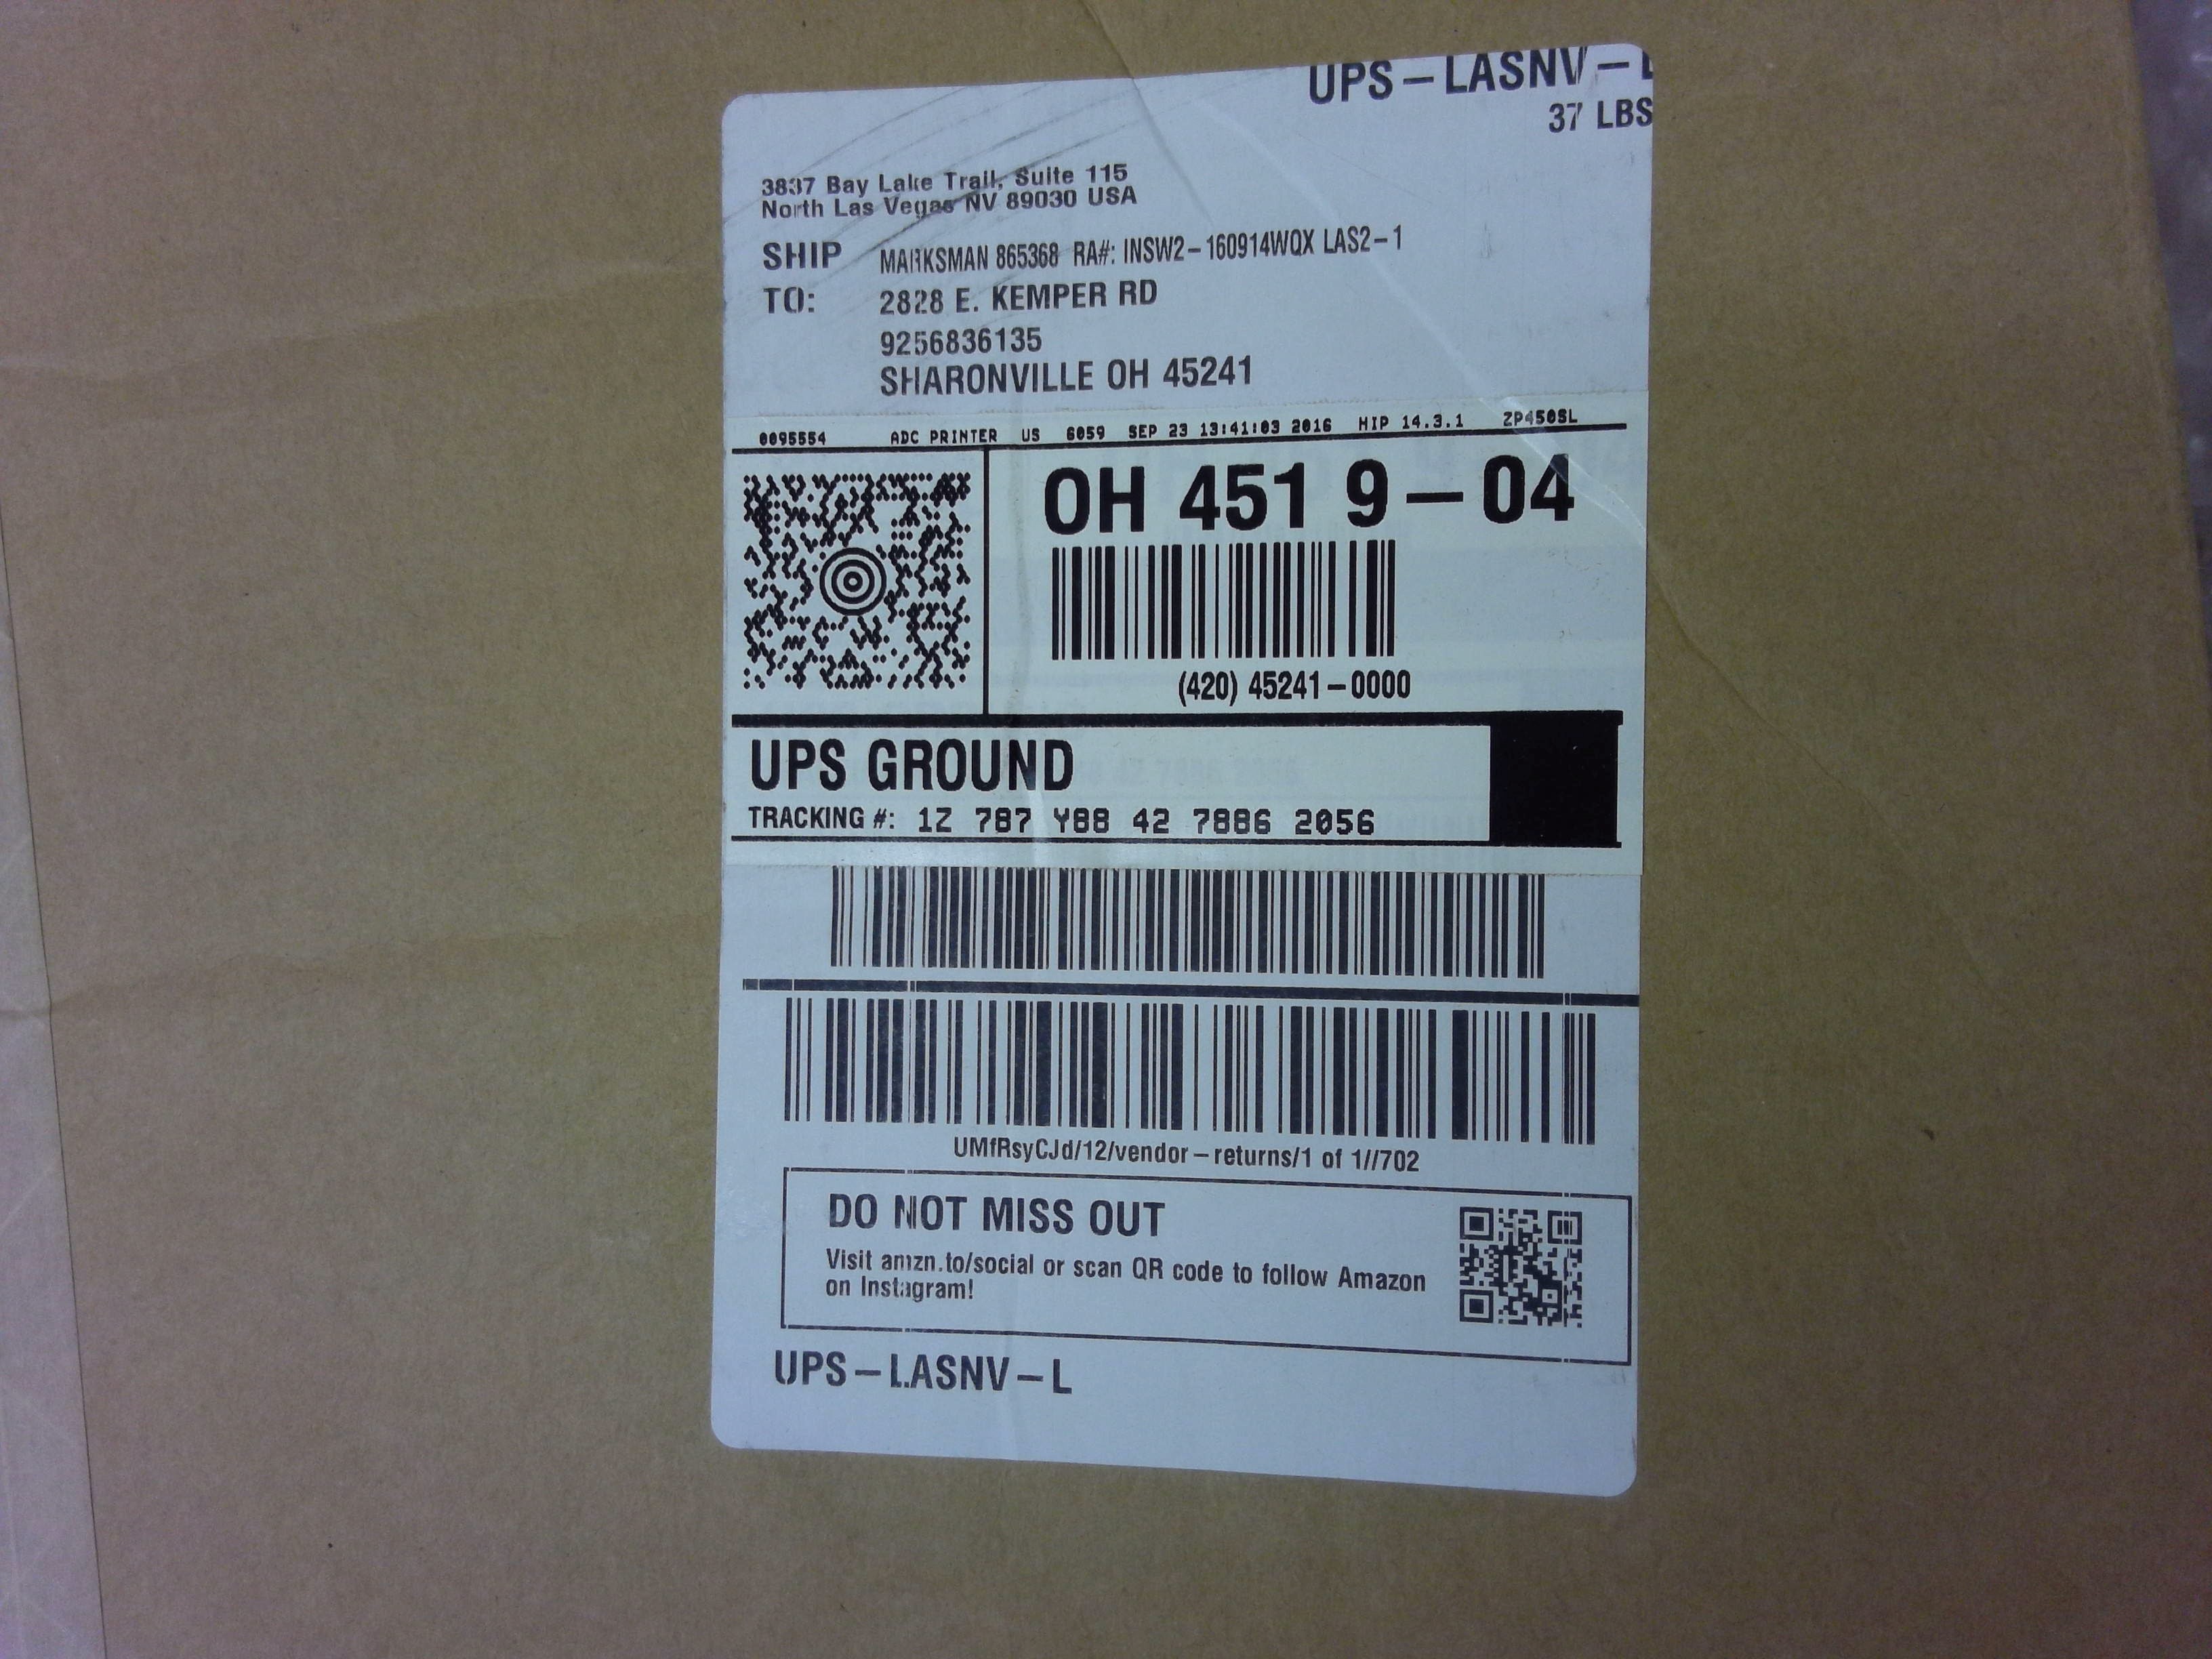 UPS-LASNV-L
37 LBS
3837 Bay Lake Trail, Suite 115
North Las Vegas NV 89030 USA
SHIP MARKSMAN 865368 RA#: INSW2-160914WQX LAS2-1
TO: 2828 E. KEMPER RD
9256836135
SHARONVILLE OH 45241
0095554 ADC PRINTER US 6059 SEP 23 13:41:03 2016 HIP 14.3.1 ZP450SL
OH 451 9-04
(420) 45241-0000
UPS GROUND
TRACKING #: 1Z 787 Y88 42 7886 2056
UMfRsyCJd/12/vendor-returns/1 of 1//702
DO NOT MISS OUT
Visit amzn.to/social or scan QR code to follow Amazon
on Instagram!
UPS-LASNV-L